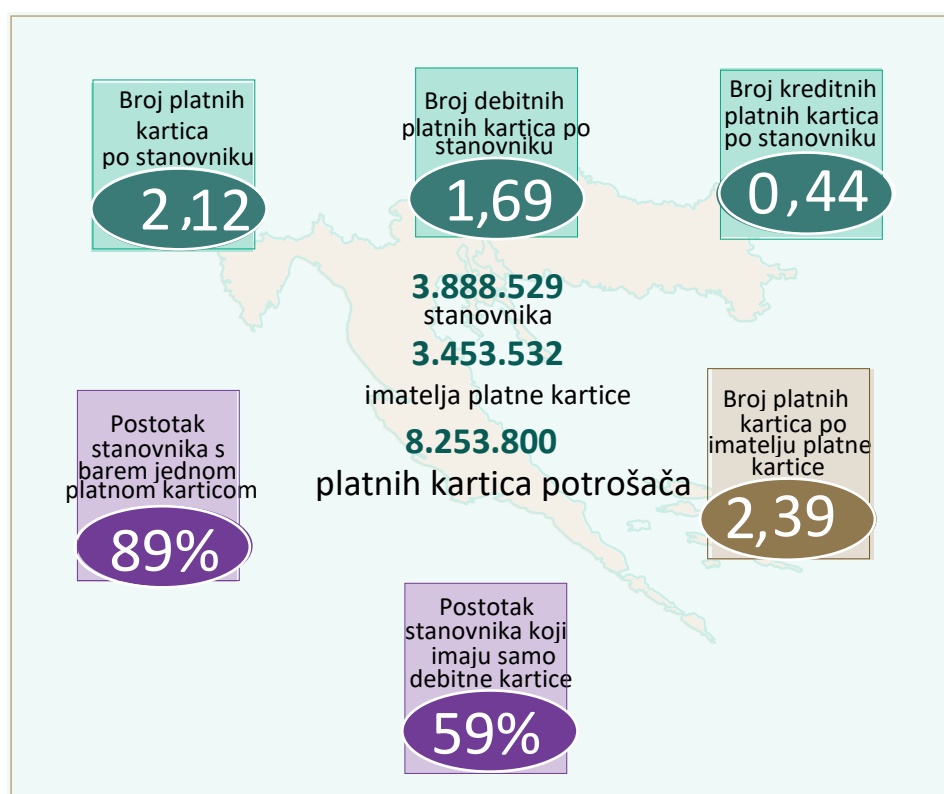 Broj platnih
kartica
po stanovniku
2,12
Broj debitnih
platnih kartica po
stanovniku
1,69
Broj kreditnih
platnih kartica
po stanovniku
0,44
3.888.529
stanovnika
3.453.532
imatelja platne kartice
8.253.800
platnih kartica potrošača
Postotak
stanovnika s
barem jednom
platnom karticom
89%
Broj platnih
kartica po
imatelju platne
kartice
2,39
Postotak
stanovnika koji
imaju samo
debitne kartice
59%